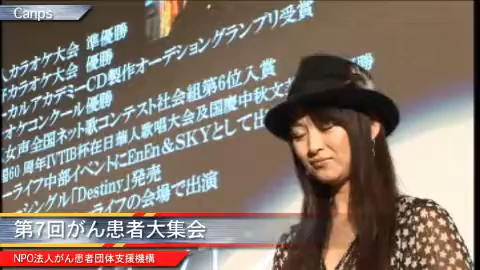 Canps
人カラオケ大会 準優勝
カラオケ大会 優勝
ーカルアカデミーCD製作オーデショングランプリ受賞
オケコンクール優勝
女声全国ネット歌コンテスト社会組第6位入賞
60周年IVTIB杯在日華人歌唱大会及国慶中秋文
ーライフ中部イベントにEnEn&SKYとして出
シングル「Destiny」発売
ーライフの会場で出演
第7回がん患者大集会
NPO法人がん患者団体支援機構